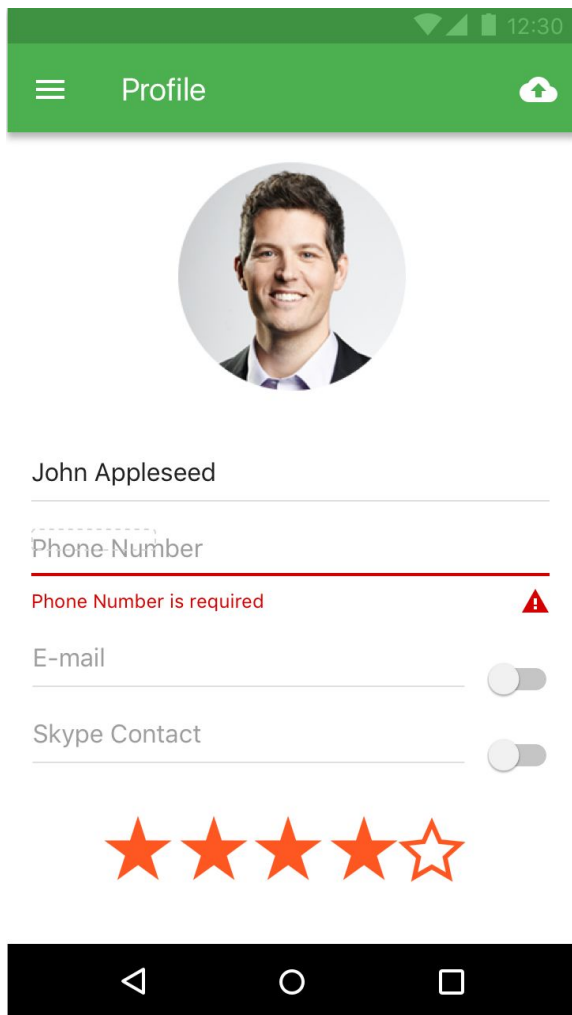 12:30
Profile
John Appleseed
Phone Number
Phone Number is required
E-mail
Skype Contact